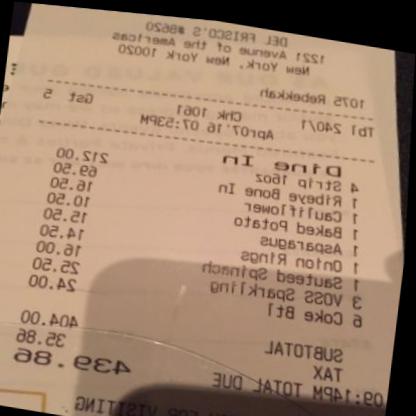 DEL FRISCO'S #8620
1221 Avenue of the Americas
New York, New York 10020
1075 Rebekkah
Tbl 240/1 Chk 1061 Gst 5
Apr07'16 07:53PM
Dine In
4 Strip 16oz 212.00
1 Ribeye Bone In 69.50
1 Cauliflower 16.50
1 Baked Potato 10.50
1 Asparagus 15.50
1 Onion Rings 14.50
1 Sauteed Spinach 16.00
3 VOSS Sparkling 25.50
6 Coke Btl 24.00
SUBTOTAL 404.00
TAX 35.86
09:14PM TOTAL DUE 439.86
VISITING